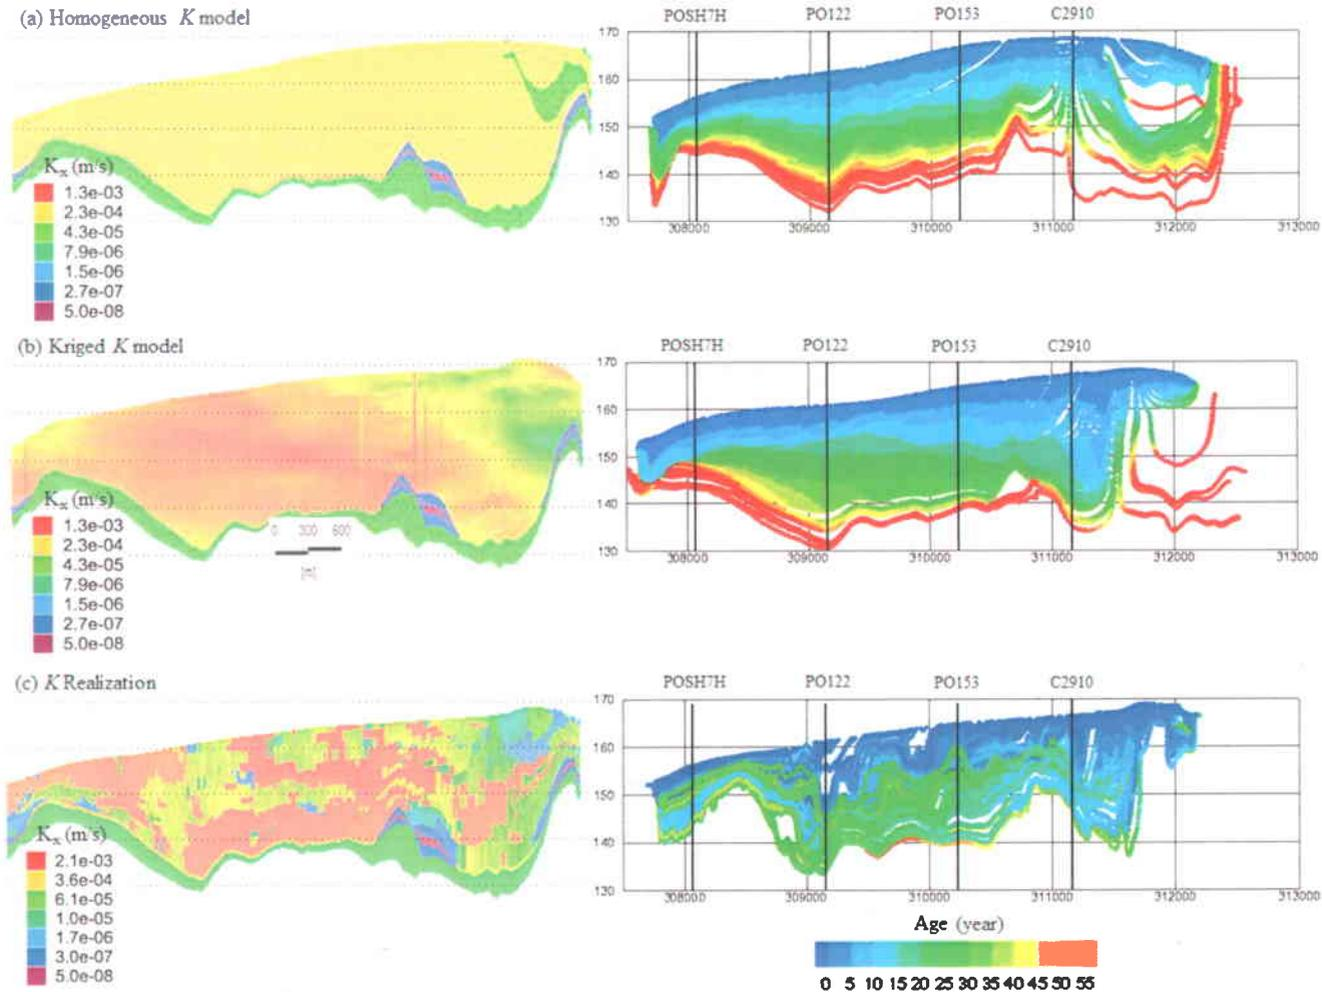 (a) Homogeneous K model
POSH7H PO122 PO153 C2910
170
160
150
140
130
308000 309000 310000 311000 312000 313000
Kx (m/s)
1.3e-03
2.3e-04
4.3e-05
7.9e-06
1.5e-06
2.7e-07
5.0e-08
(b) Kriged K model
POSH7H PO122 PO153 C2910
170
160
150
140
130
308000 309000 310000 311000 312000 313000
Kx (m/s)
1.3e-03
2.3e-04
4.3e-05
7.9e-06
1.5e-06
2.7e-07
5.0e-08
0 300 600
[m]
(c) K Realization
POSH7H PO122 PO153 C2910
170
160
150
140
130
308000 309000 310000 311000 312000 313000
Kx (m/s)
2.1e-03
3.6e-04
6.1e-05
1.0e-05
1.7e-06
3.0e-07
5.0e-08
Age (year)
0 5 10 15 20 25 30 35 40 45 50 55